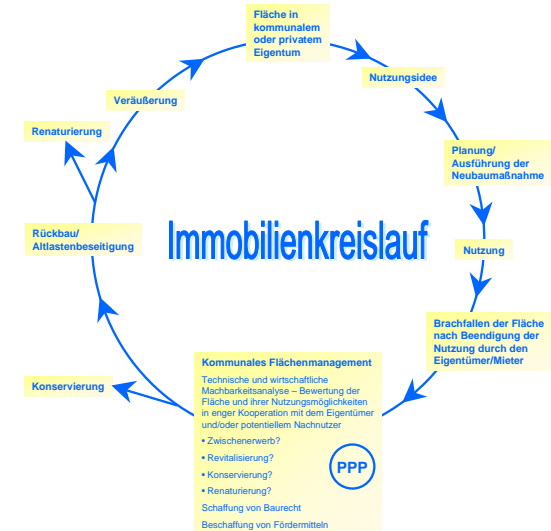 Fläche in
kommunalem
oder privatem
Eigentum
Nutzungsidee
Veräußerung
Renaturierung
Planung/
Ausführung der
Neubaumaßnahme
Rückbau/
Altlastenbeseitigung
Immobilienkreislauf
Nutzung
Brachfallen der Fläche
nach Beendigung der
Nutzung durch den
Eigentümer/Mieter
Konservierung
Kommunales Flächenmanagement
Technische und wirtschaftliche
Machbarkeitsanalyse – Bewertung der
Fläche und ihrer Nutzungsmöglichkeiten
in enger Kooperation mit dem Eigentümer
und/oder potentiellem Nachnutzer
• Zwischenerwerb?
• Revitalisierung?
• Konservierung?
• Renaturierung?
PPP
Schaffung von Baurecht
Beschaffung von Fördermitteln